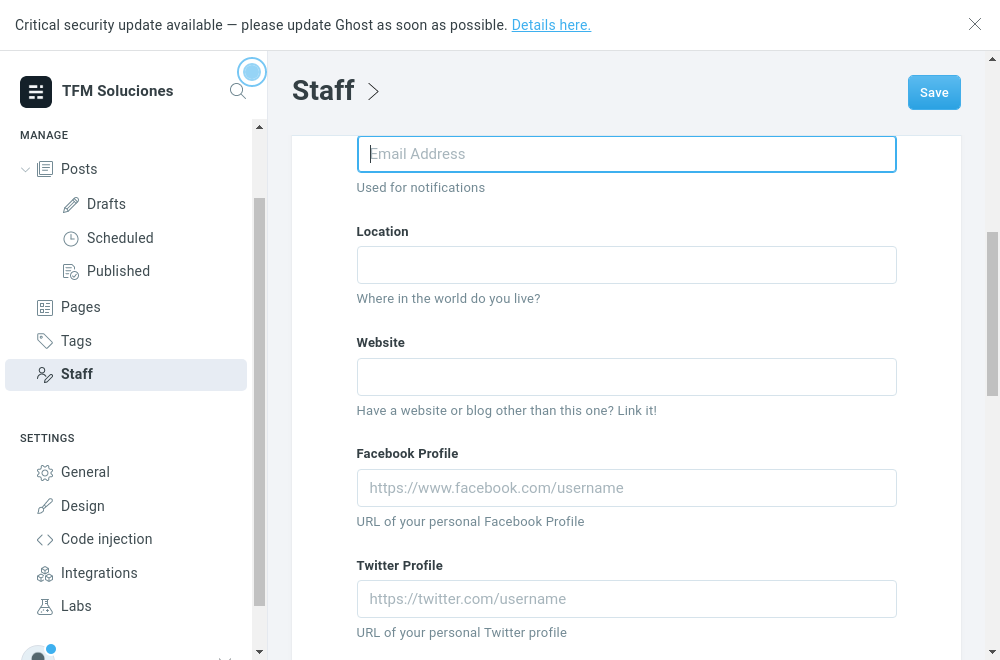 Critical security update available — please update Ghost as soon as possible. Details here.
TFM Soluciones
MANAGE
Posts
Drafts
Scheduled
Published
Pages
Tags
Staff
SETTINGS
General
Design
Code injection
Integrations
Labs
Staff
Save
Email Address
Used for notifications
Location
Where in the world do you live?
Website
Have a website or blog other than this one? Link it!
Facebook Profile
https://www.facebook.com/username
URL of your personal Facebook Profile
Twitter Profile
https://twitter.com/username
URL of your personal Twitter profile